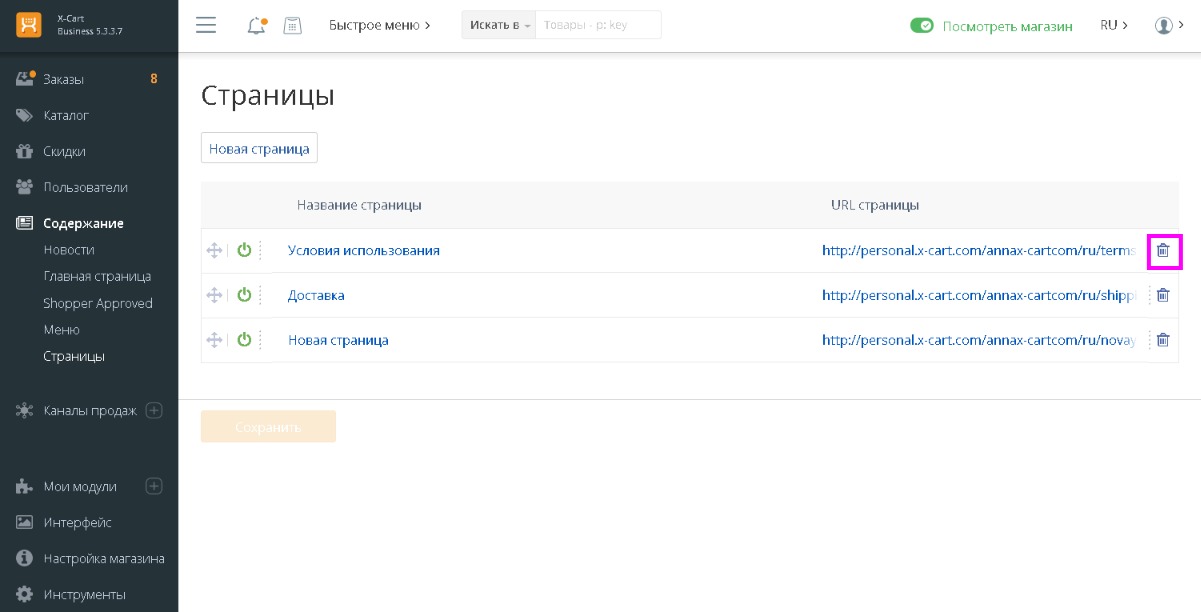 X-Cart
Business 5.3.3.7
Быстрое меню
Искать в
Товары - p: key
Посмотреть магазин
RU
Заказы
8
Каталог
Скидки
Пользователи
Содержание
Новости
Главная страница
Shopper Approved
Меню
Страницы
Каналы продаж
Мои модули
Интерфейс
Настройка магазина
Инструменты
Страницы
Новая страница
Название страницы URL страницы
Условия использования http://personal.x-cart.com/annax-cartcom/ru/terms
Доставка http://personal.x-cart.com/annax-cartcom/ru/shippi
Новая страница http://personal.x-cart.com/annax-cartcom/ru/novay
Сохранить